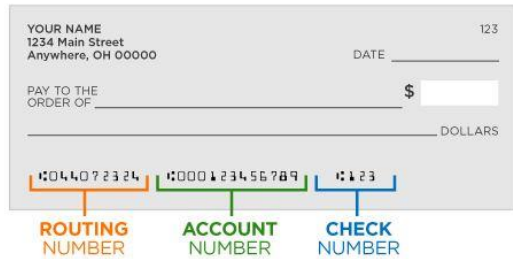 YOUR NAME 123
1234 Main Street
Anywhere, OH 00000 DATE
PAY TO THE
ORDER OF $
DOLLARS
⑆044072324 ⑆000123456789 ⑆123
ROUTING NUMBER
ACCOUNT NUMBER
CHECK NUMBER